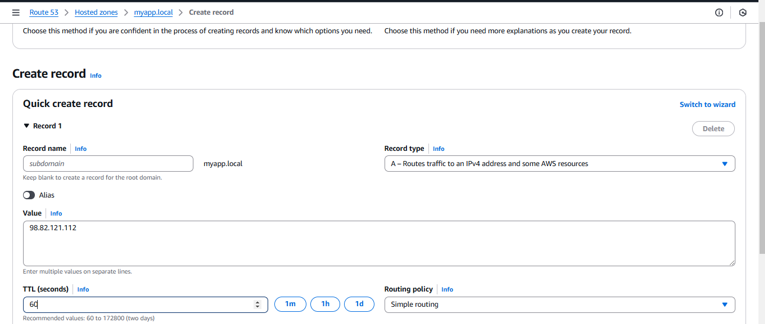 Route 53 > Hosted zones > myapp.local > Create record
Choose this method if you are confident in the process of creating records and know which options you need. Choose this method if you need more explanations as you create your record.
Create record Info
Quick create record Switch to wizard
Record 1 Delete
Record name Info Record type Info
subdomain myapp.local A – Routes traffic to an IPv4 address and some AWS resources
Keep blank to create a record for the root domain.
Alias
Value Info
98.82.121.112
Enter multiple values on separate lines.
TTL (seconds) Info Routing policy Info
60 1m 1h 1d Simple routing
Recommended values: 60 to 172800 (two days)